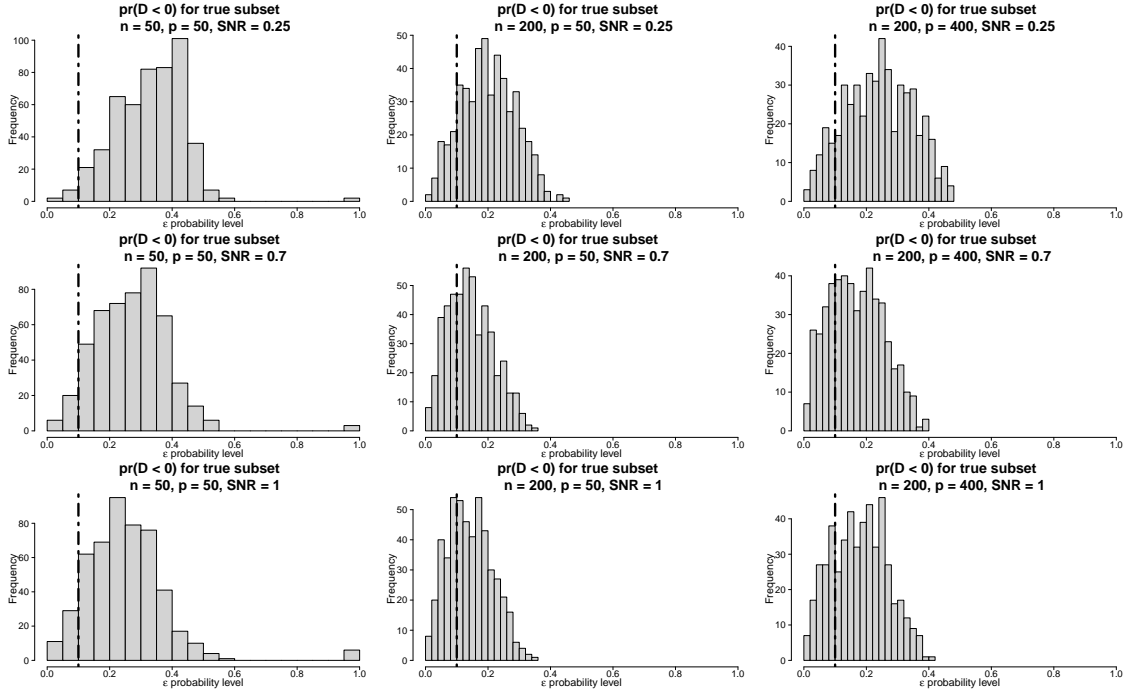 pr(D < 0) for true subset
n = 50, p = 50, SNR = 0.25
Frequency
0
20
40
60
80
100
0.0 0.2 0.4 0.6 0.8 1.0
ε probability level
pr(D < 0) for true subset
n = 200, p = 50, SNR = 0.25
Frequency
0
10
20
30
40
50
0.0 0.2 0.4 0.6 0.8 1.0
ε probability level
pr(D < 0) for true subset
n = 200, p = 400, SNR = 0.25
Frequency
0
10
20
30
40
0.0 0.2 0.4 0.6 0.8 1.0
ε probability level
pr(D < 0) for true subset
n = 50, p = 50, SNR = 0.7
Frequency
0
20
40
60
80
0.0 0.2 0.4 0.6 0.8 1.0
ε probability level
pr(D < 0) for true subset
n = 200, p = 50, SNR = 0.7
Frequency
0
10
20
30
40
50
0.0 0.2 0.4 0.6 0.8 1.0
ε probability level
pr(D < 0) for true subset
n = 200, p = 400, SNR = 0.7
Frequency
0
10
20
30
40
0.0 0.2 0.4 0.6 0.8 1.0
ε probability level
pr(D < 0) for true subset
n = 50, p = 50, SNR = 1
Frequency
0
20
40
60
80
0.0 0.2 0.4 0.6 0.8 1.0
ε probability level
pr(D < 0) for true subset
n = 200, p = 50, SNR = 1
Frequency
0
10
20
30
40
50
0.0 0.2 0.4 0.6 0.8 1.0
ε probability level
pr(D < 0) for true subset
n = 200, p = 400, SNR = 1
Frequency
0
10
20
30
40
0.0 0.2 0.4 0.6 0.8 1.0
ε probability level